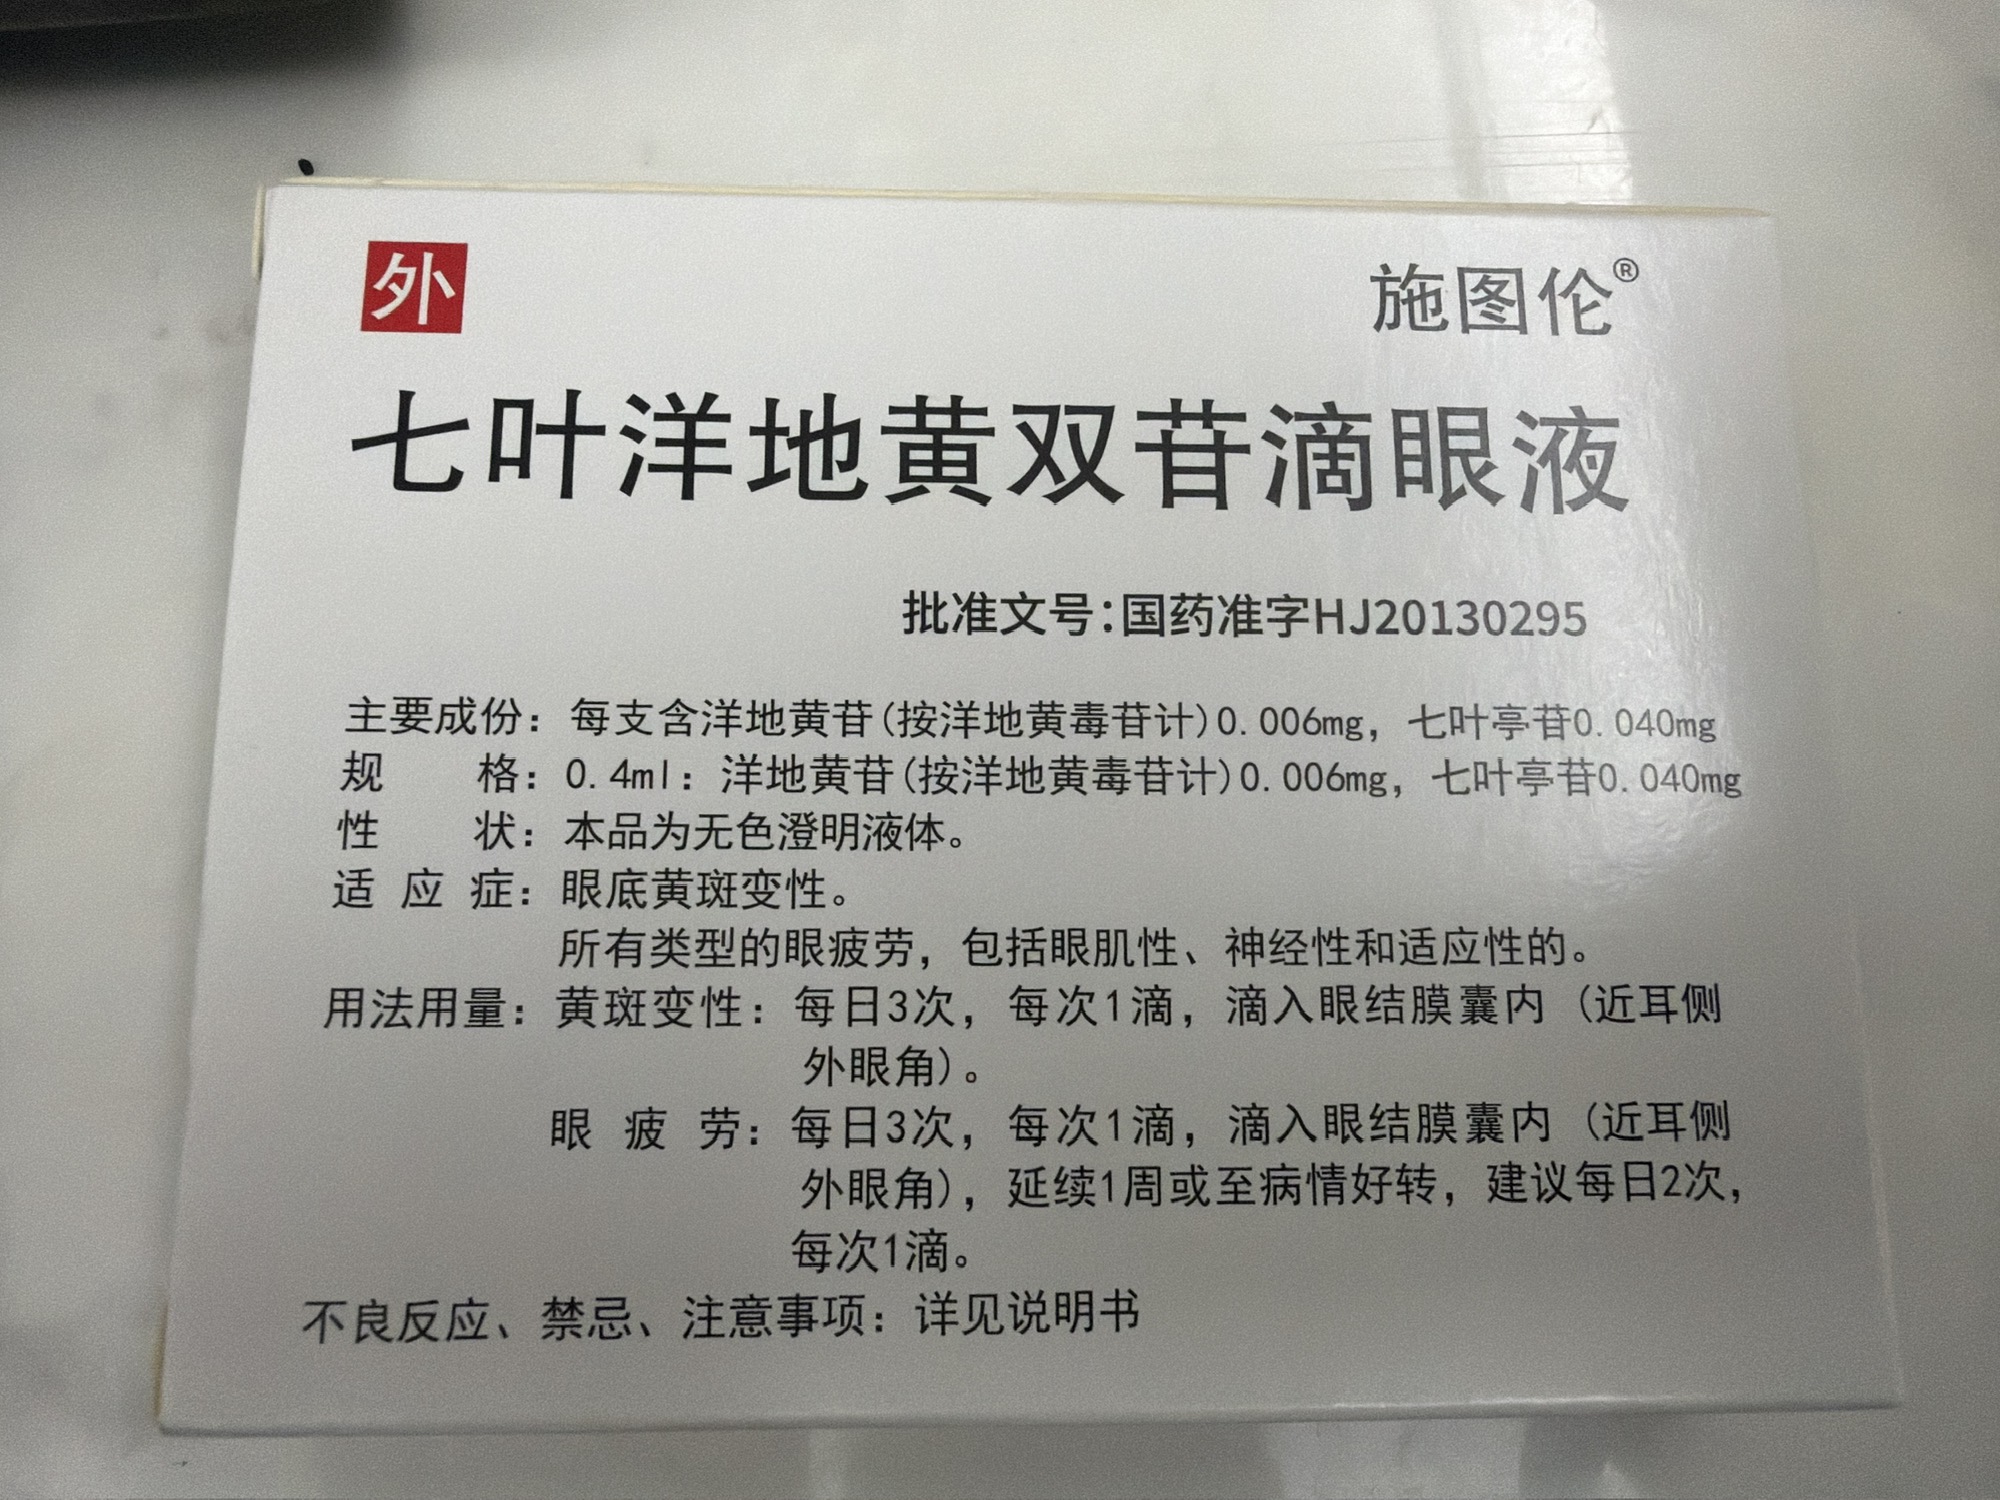 外
施图伦®
七叶洋地黄双苷滴眼液
批准文号：国药准字HJ20130295
主要成份：每支含洋地黄苷(按洋地黄毒苷计)0.006mg，七叶亭苷0.040mg
规 格：0.4ml：洋地黄苷(按洋地黄毒苷计)0.006mg，七叶亭苷0.040mg
性 状：本品为无色澄明液体。
适 应 症：眼底黄斑变性。
所有类型的眼疲劳，包括眼肌性、神经性和适应性的。
用法用量：黄斑变性：每日3次，每次1滴，滴入眼结膜囊内（近耳侧
外眼角)。
眼 疲 劳：每日3次，每次1滴，滴入眼结膜囊内（近耳侧
外眼角)，延续1周或至病情好转，建议每日2次，
每次1滴。
不良反应、禁忌、注意事项：详见说明书